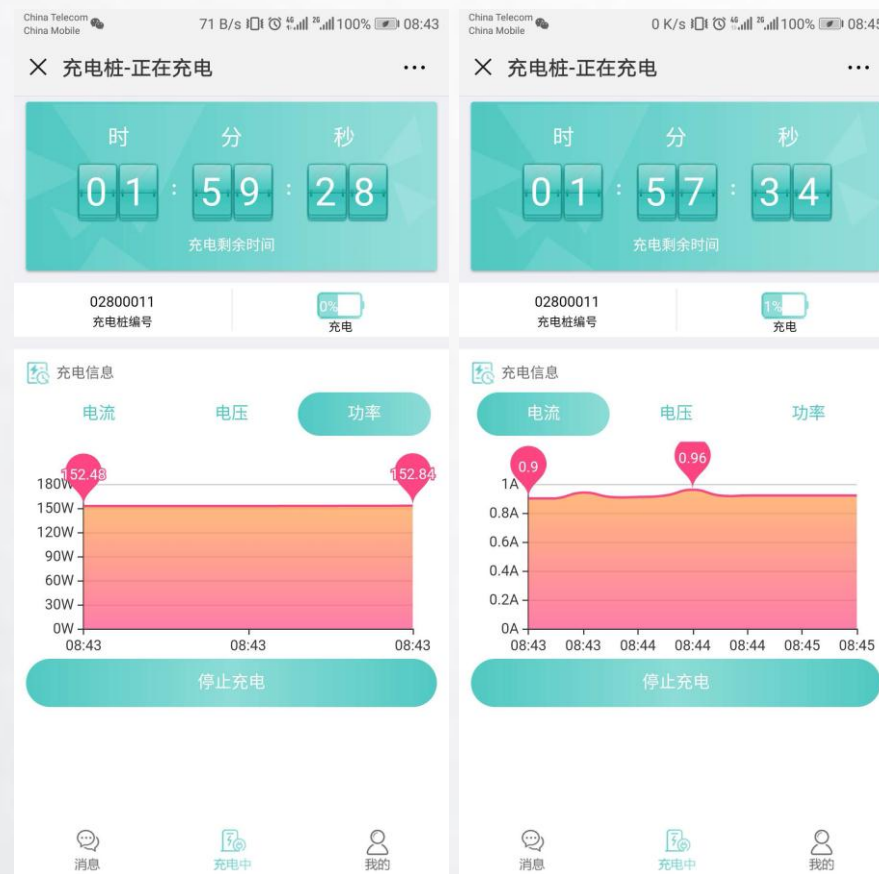 China Telecom
China Mobile
71 B/s 4G 2G 100% 08:43
充电桩-正在充电
时 分 秒
01 : 59 : 28
充电剩余时间
02800011
充电桩编号
0%
充电
充电信息
电流 电压 功率
152.48 152.84
180W
150W
120W
90W
60W
30W
0W
08:43 08:43 08:43
停止充电
消息 充电中 我的
China Telecom
China Mobile
0 K/s 4G 2G 100% 08:45
充电桩-正在充电
时 分 秒
01 : 57 : 34
充电剩余时间
02800011
充电桩编号
1%
充电
充电信息
电流 电压 功率
0.9 0.96
1A
0.8A
0.6A
0.4A
0.2A
0A
08:43 08:43 08:44 08:44 08:44 08:45 08:45
停止充电
消息 充电中 我的